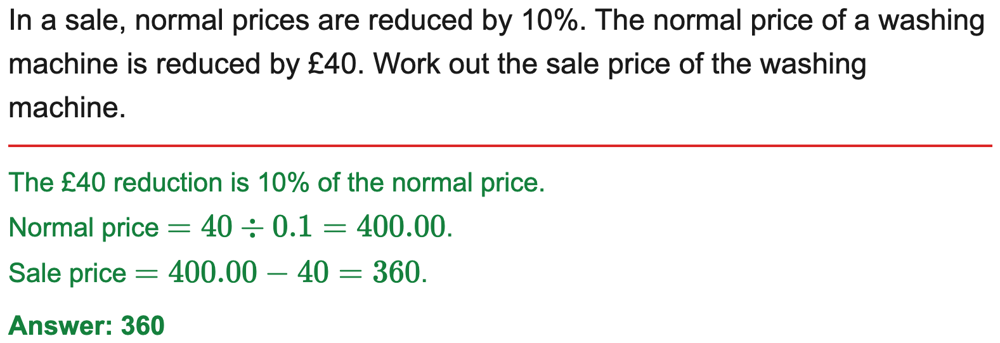 In a sale, normal prices are reduced by 10%. The normal price of a washing
machine is reduced by £40. Work out the sale price of the washing
machine.
The £40 reduction is 10% of the normal price.
Normal price = 40 ÷ 0.1 = 400.00.
Sale price = 400.00 − 40 = 360.
Answer: 360